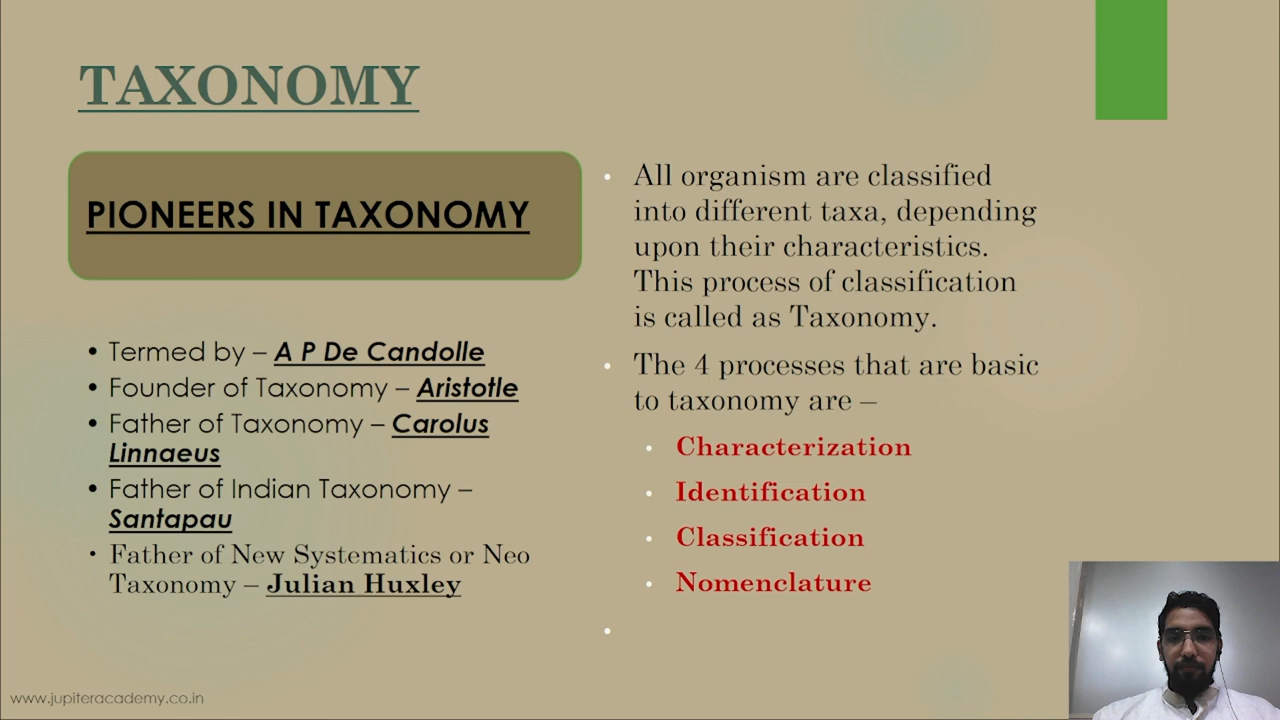 TAXONOMY
PIONEERS IN TAXONOMY
• Termed by – A P De Candolle
• Founder of Taxonomy – Aristotle
• Father of Taxonomy – Carolus
Linnaeus
• Father of Indian Taxonomy –
Santapau
• Father of New Systematics or Neo
Taxonomy – Julian Huxley
• All organism are classified
into different taxa, depending
upon their characteristics.
This process of classification
is called as Taxonomy.
• The 4 processes that are basic
to taxonomy are –
• Characterization
• Identification
• Classification
• Nomenclature
•
www.jupiteracademy.co.in